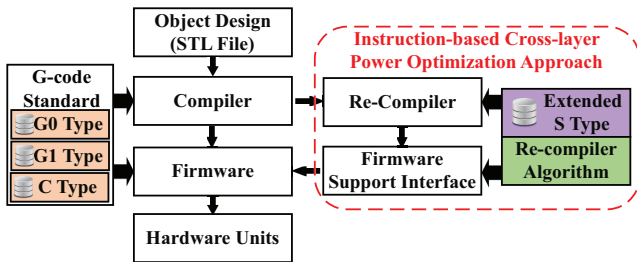 Object Design
(STL File)
Instruction-based Cross-layer
Power Optimization Approach
G-code
Standard
G0 Type
G1 Type
C Type
Compiler
Re-Compiler
Extended
S Type
Re-compiler
Algorithm
Firmware
Firmware
Support Interface
Hardware Units